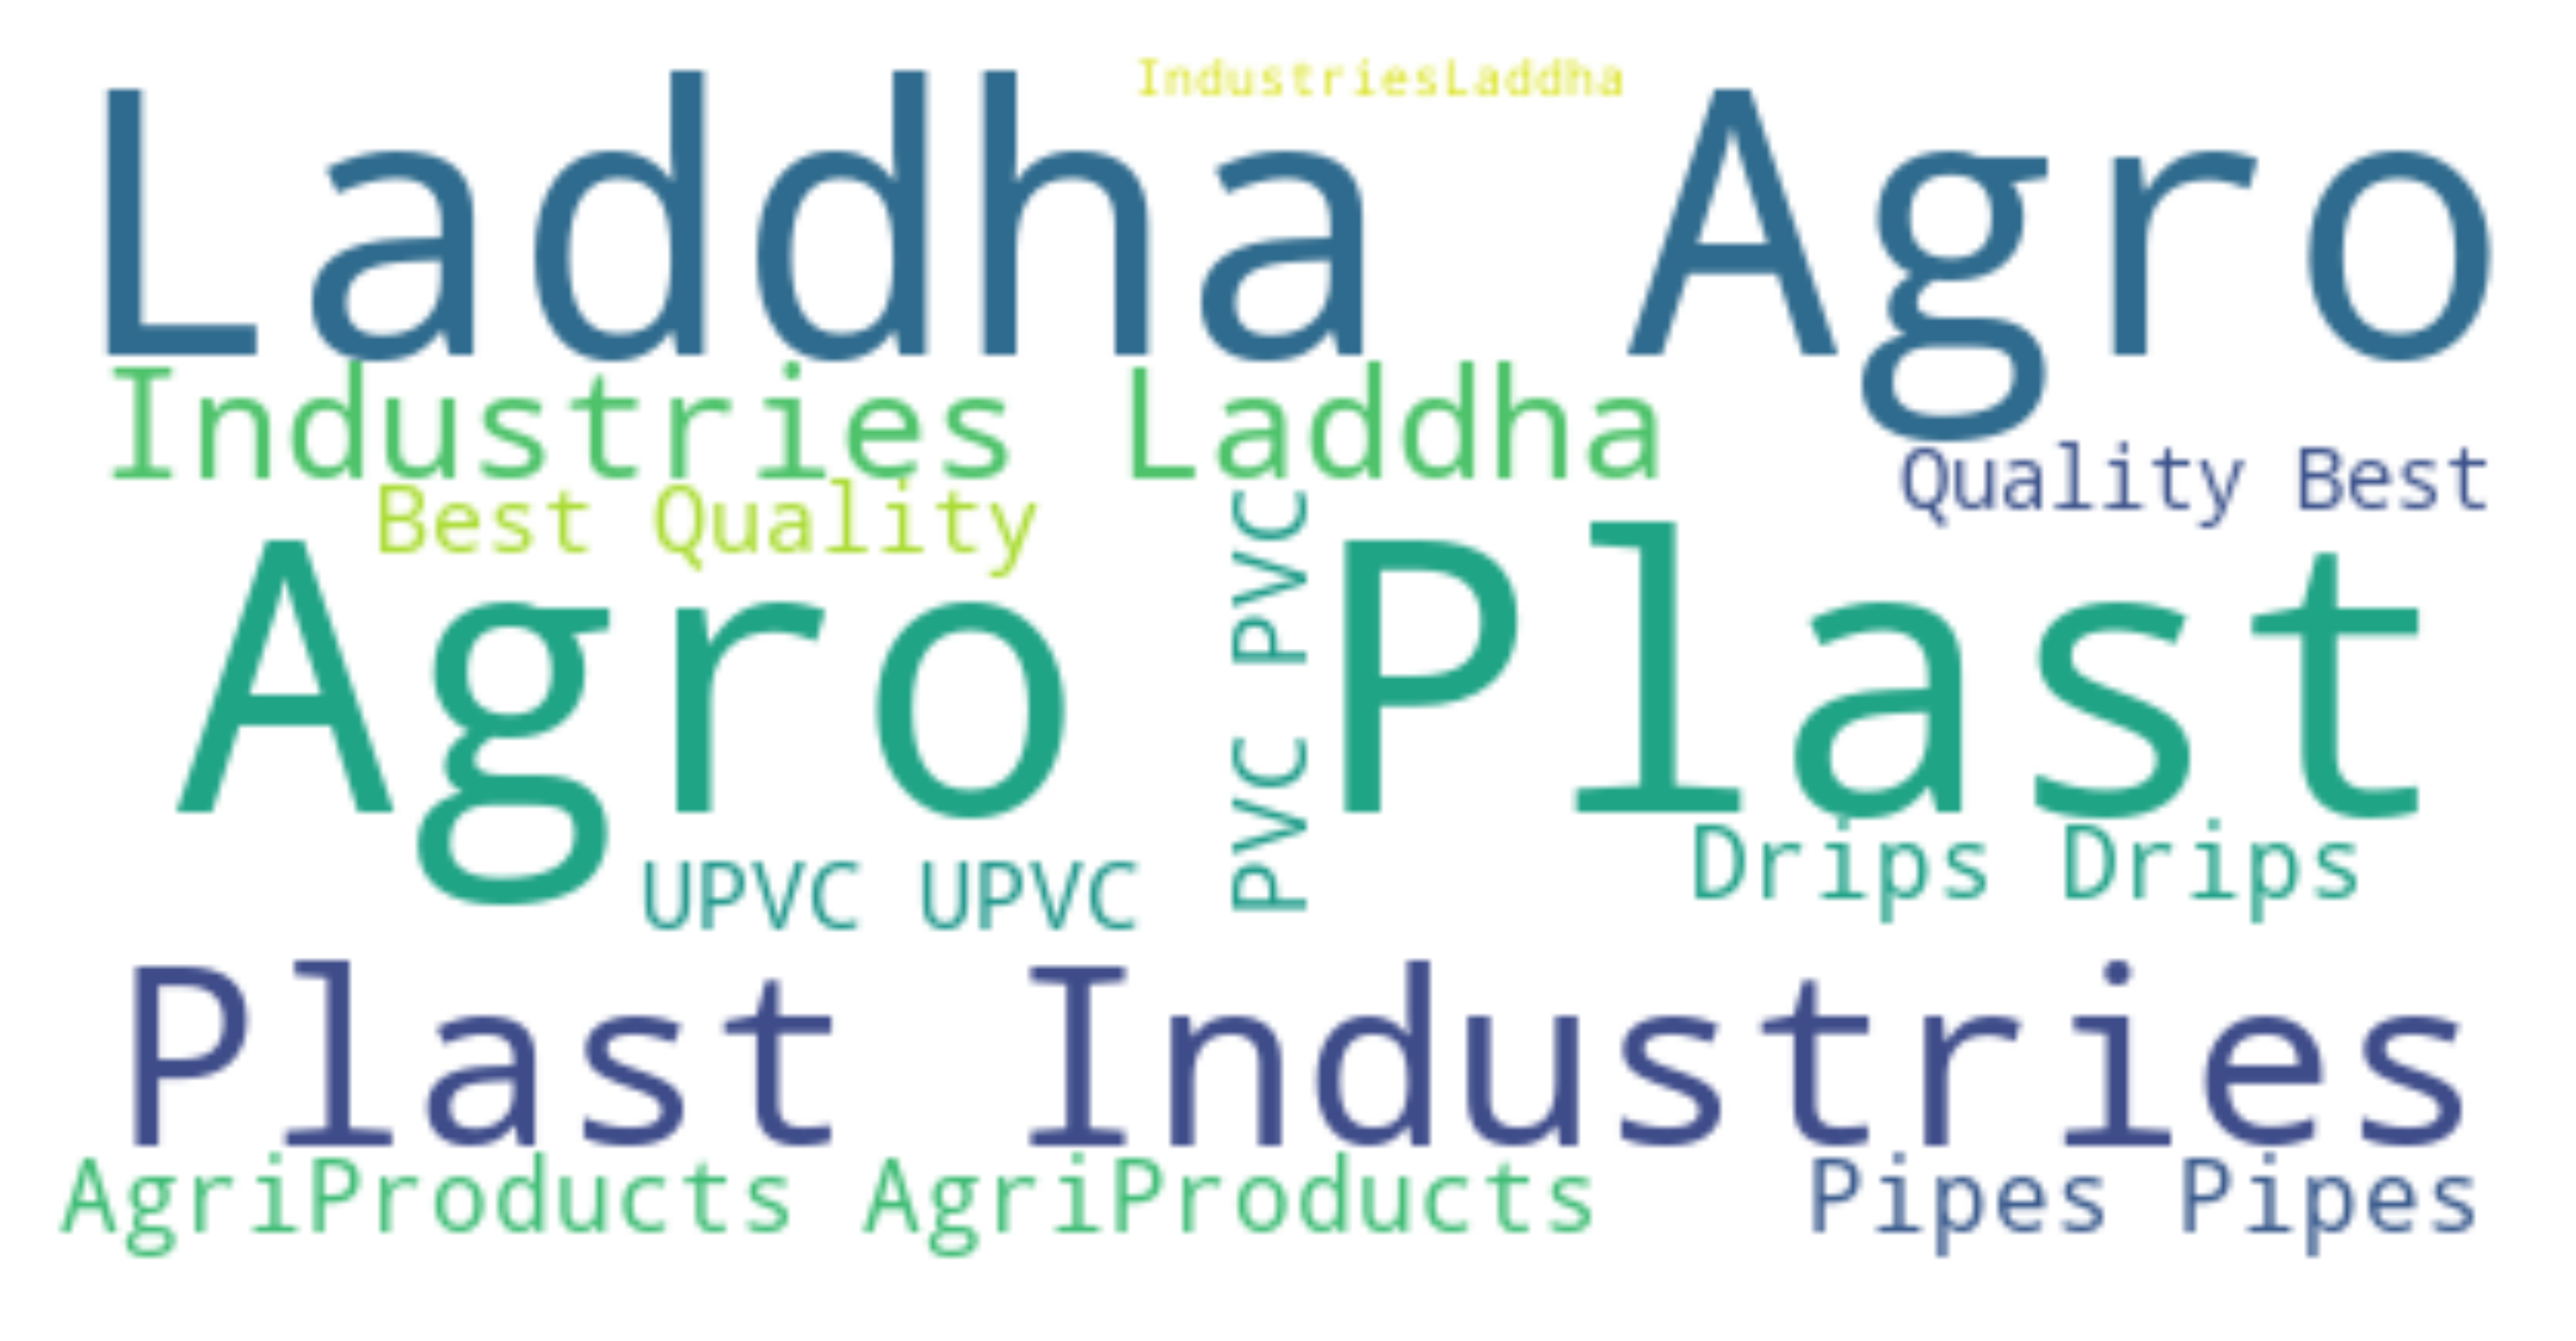 IndustriesLaddha
Laddha Agro
Industries Laddha
Quality Best
Best Quality
PVC PVC
Agro Plast
Drips Drips
UPVC UPVC
Plast Industries
AgriProducts AgriProducts
Pipes Pipes